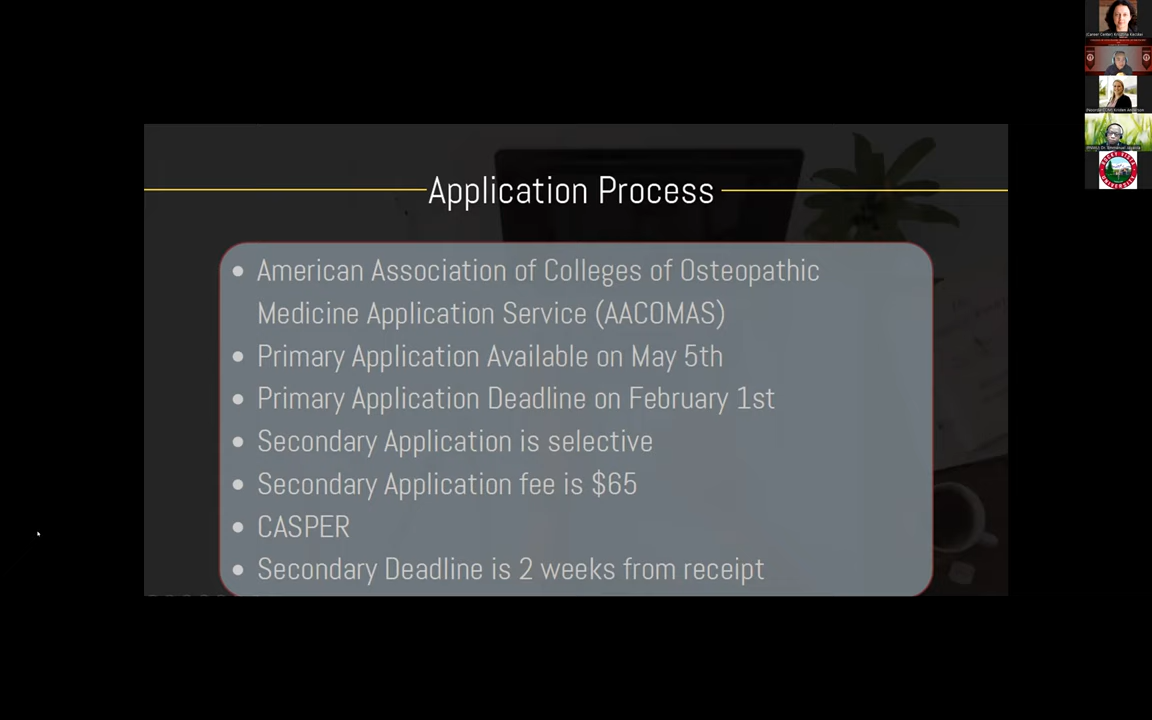 Application Process
• American Association of Colleges of Osteopathic
Medicine Application Service (AACOMAS)
• Primary Application Available on May 5th
• Primary Application Deadline on February 1st
• Secondary Application is selective
• Secondary Application fee is $65
• CASPER
• Secondary Deadline is 2 weeks from receipt